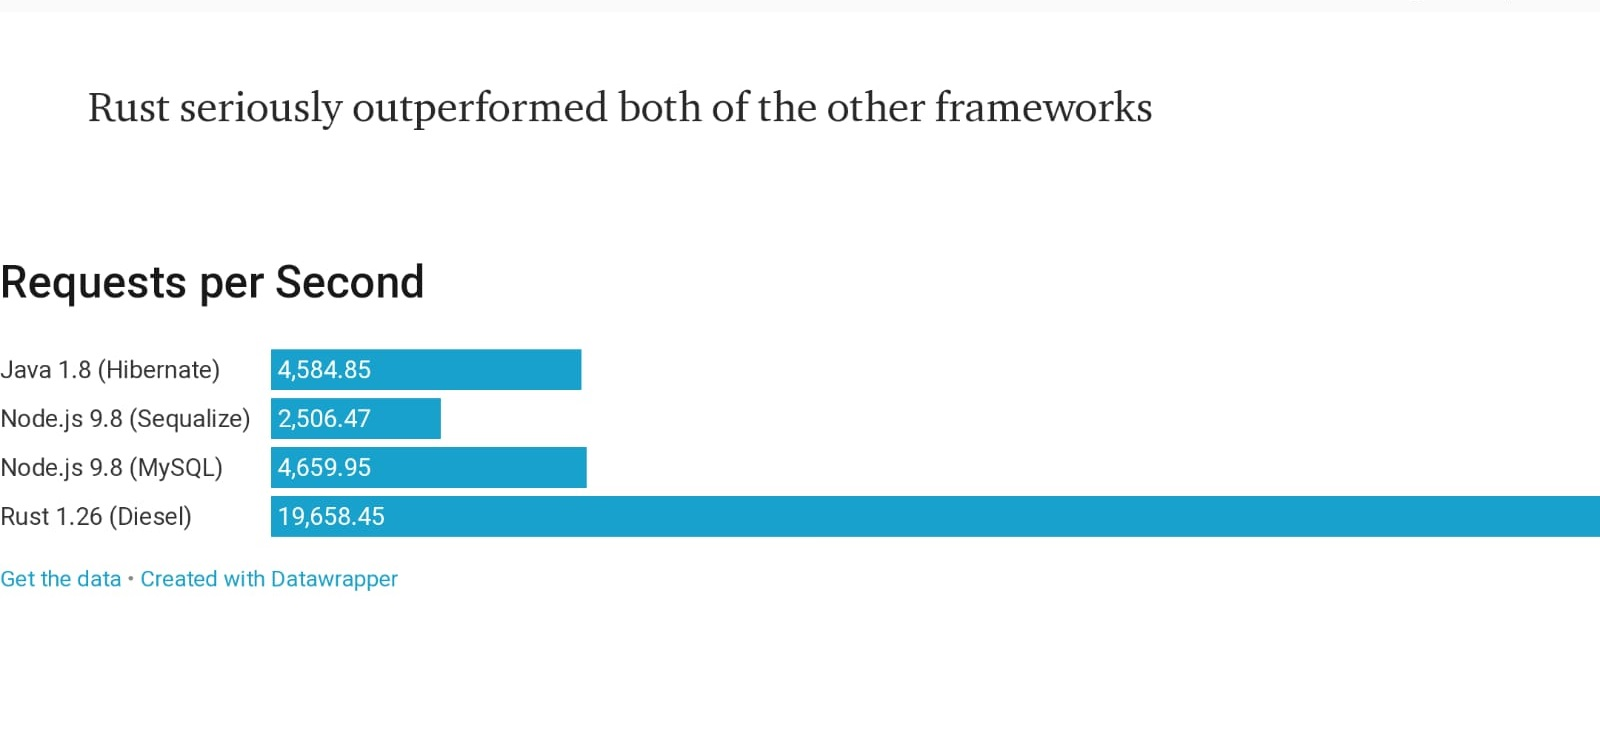 Rust seriously outperformed both of the other frameworks
Requests per Second
Java 1.8 (Hibernate) 4,584.85
Node.js 9.8 (Sequalize) 2,506.47
Node.js 9.8 (MySQL) 4,659.95
Rust 1.26 (Diesel) 19,658.45
Get the data • Created with Datawrapper